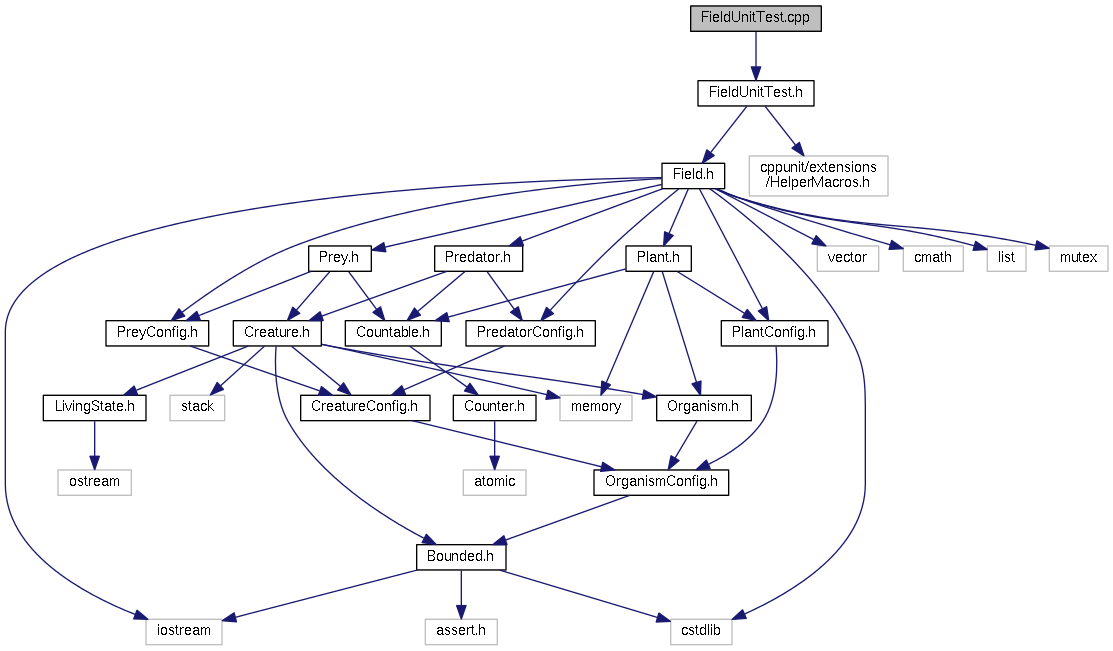 FieldUnitTest.cpp
FieldUnitTest.h
Field.h
cppunit/extensions
/HelperMacros.h
Prey.h
Predator.h
Plant.h
vector
cmath
list
mutex
PreyConfig.h
Creature.h
Countable.h
PredatorConfig.h
PlantConfig.h
LivingState.h
stack
CreatureConfig.h
Counter.h
memory
Organism.h
ostream
atomic
OrganismConfig.h
Bounded.h
iostream
assert.h
cstdlib